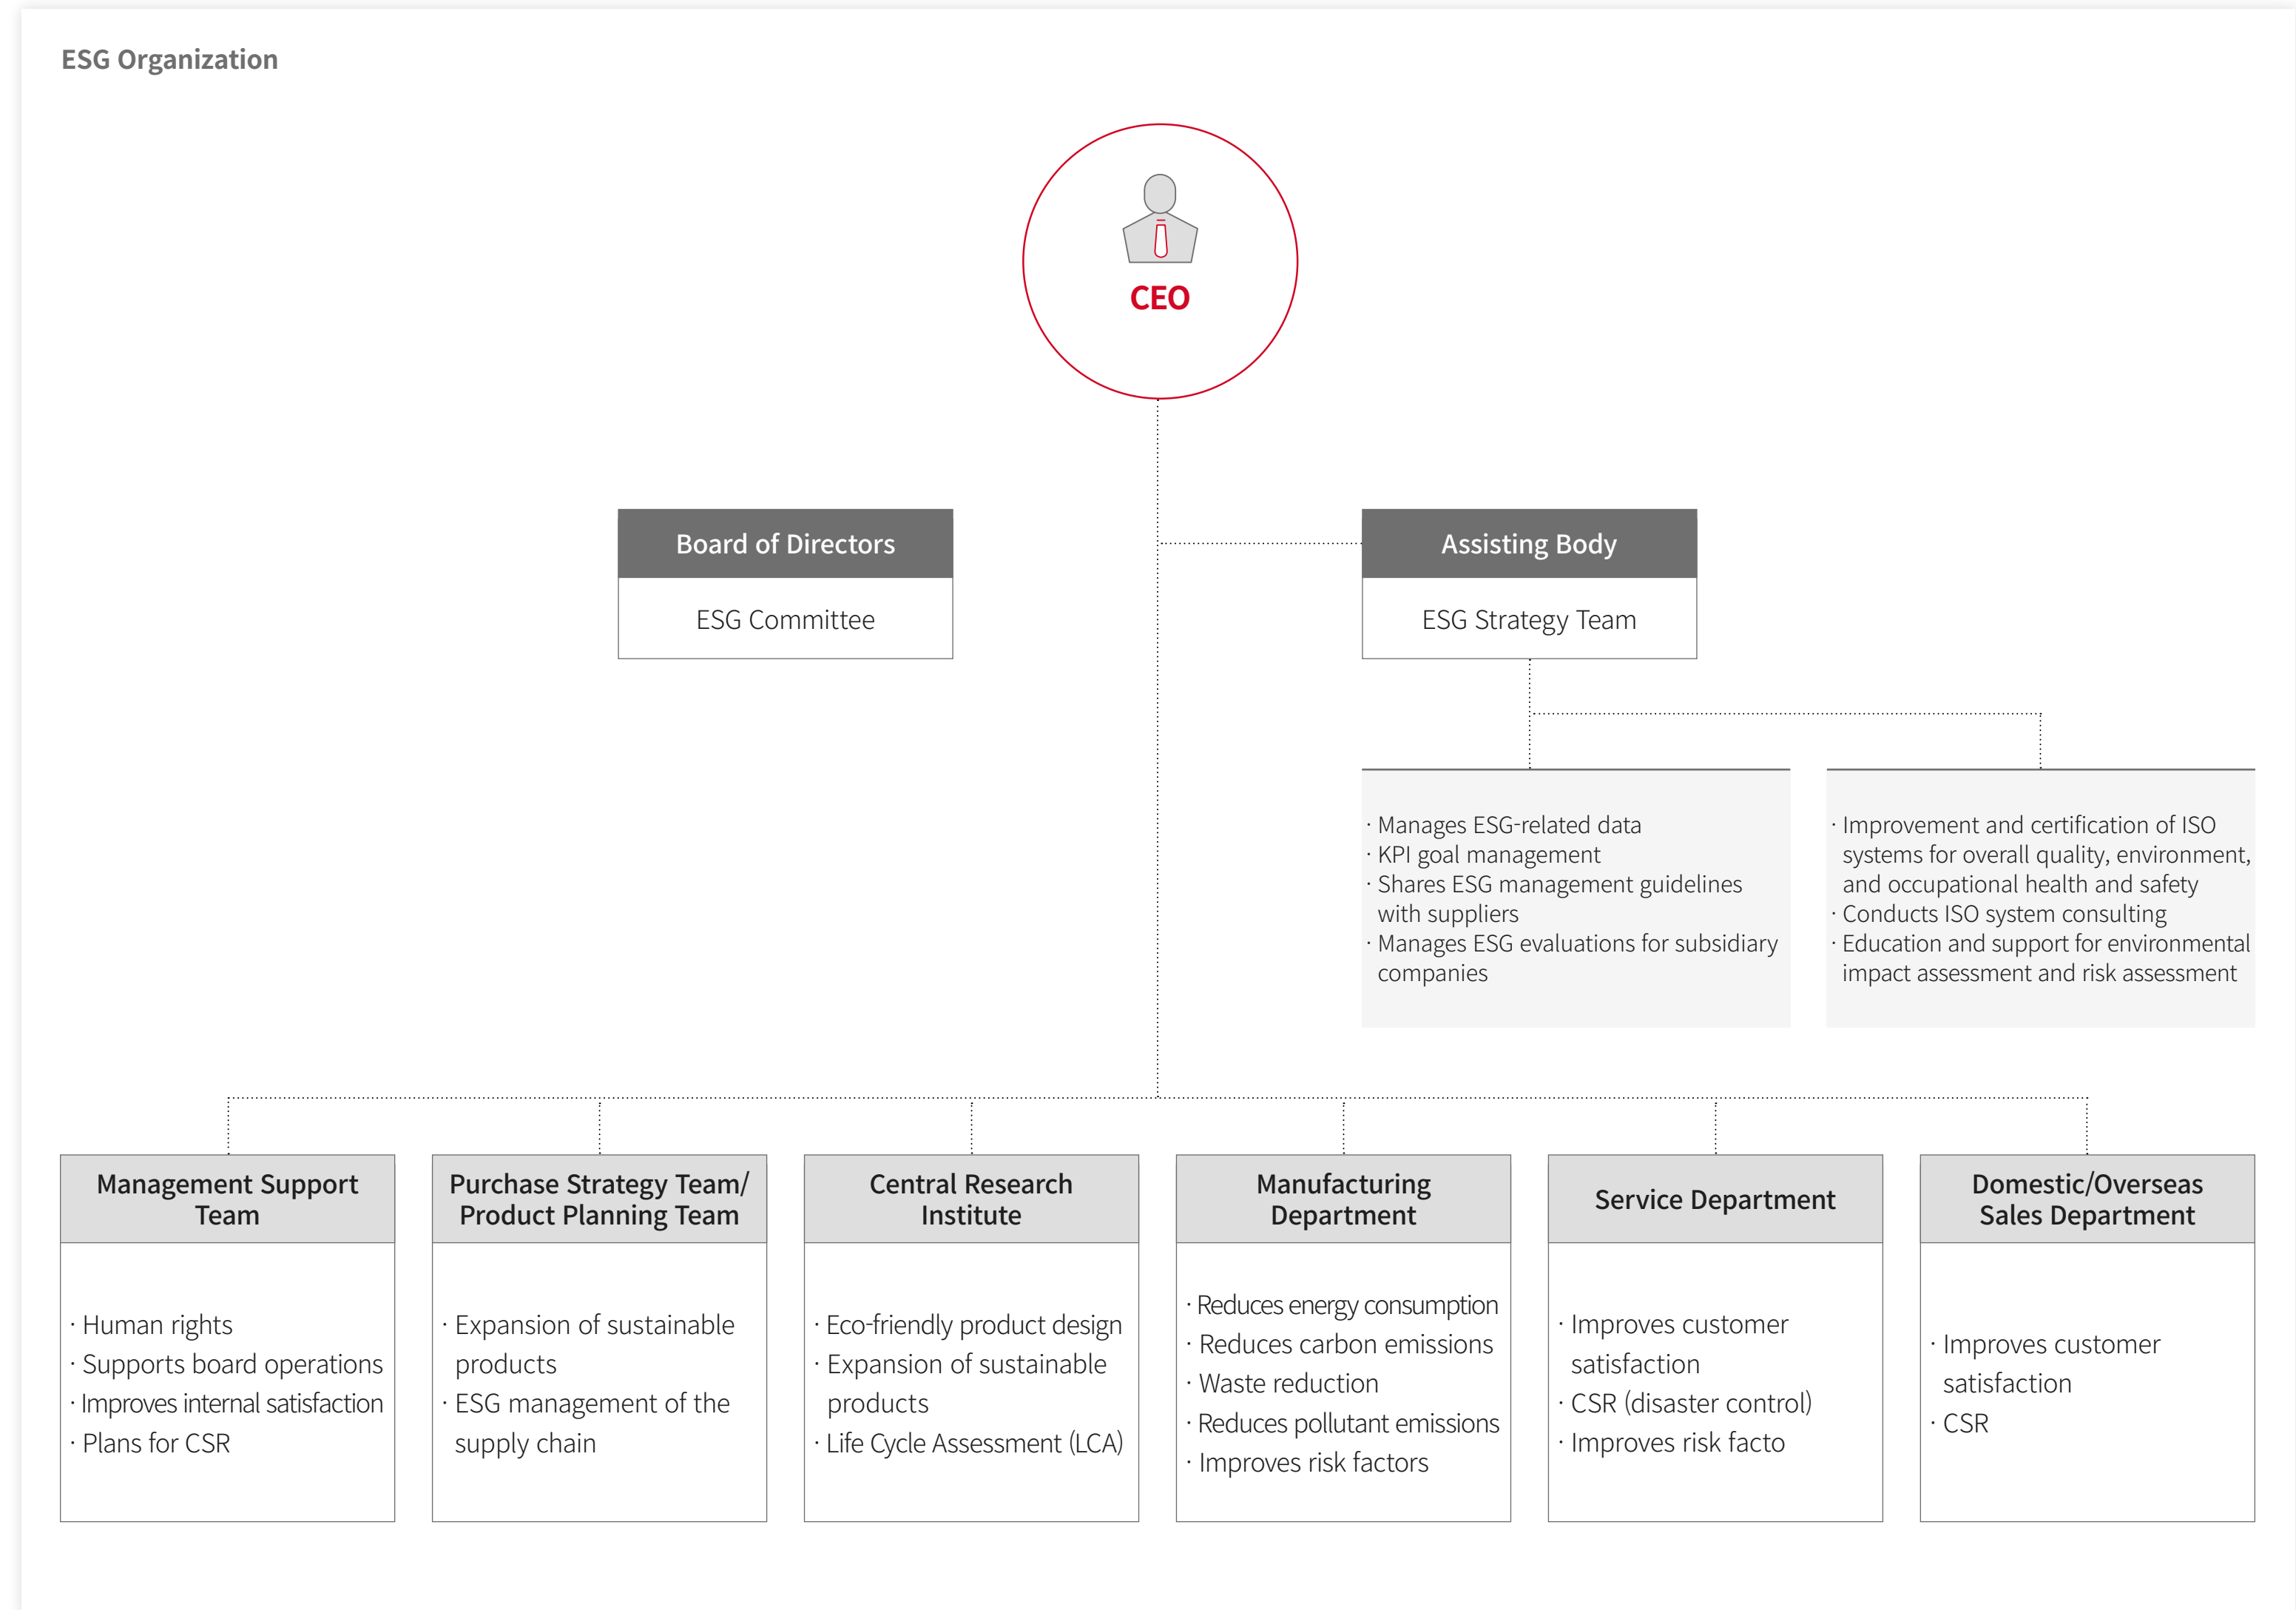 ESG Organization
CEO
Board of Directors
ESG Committee
Assisting Body
ESG Strategy Team
· Manages ESG-related data
· KPI goal management
· Shares ESG management guidelines
with suppliers
· Manages ESG evaluations for subsidiary
companies
· Improvement and certification of ISO
systems for overall quality, environment,
and occupational health and safety
· Conducts ISO system consulting
· Education and support for environmental
impact assessment and risk assessment
Management Support
Team
· Human rights
· Supports board operations
· Improves internal satisfaction
· Plans for CSR
Purchase Strategy Team/
Product Planning Team
· Expansion of sustainable
products
· ESG management of the
supply chain
Central Research
Institute
· Eco-friendly product design
· Expansion of sustainable
products
· Life Cycle Assessment (LCA)
Manufacturing
Department
· Reduces energy consumption
· Reduces carbon emissions
· Waste reduction
· Reduces pollutant emissions
· Improves risk factors
Service Department
· Improves customer
satisfaction
· CSR (disaster control)
· Improves risk facto
Domestic/Overseas
Sales Department
· Improves customer
satisfaction
· CSR